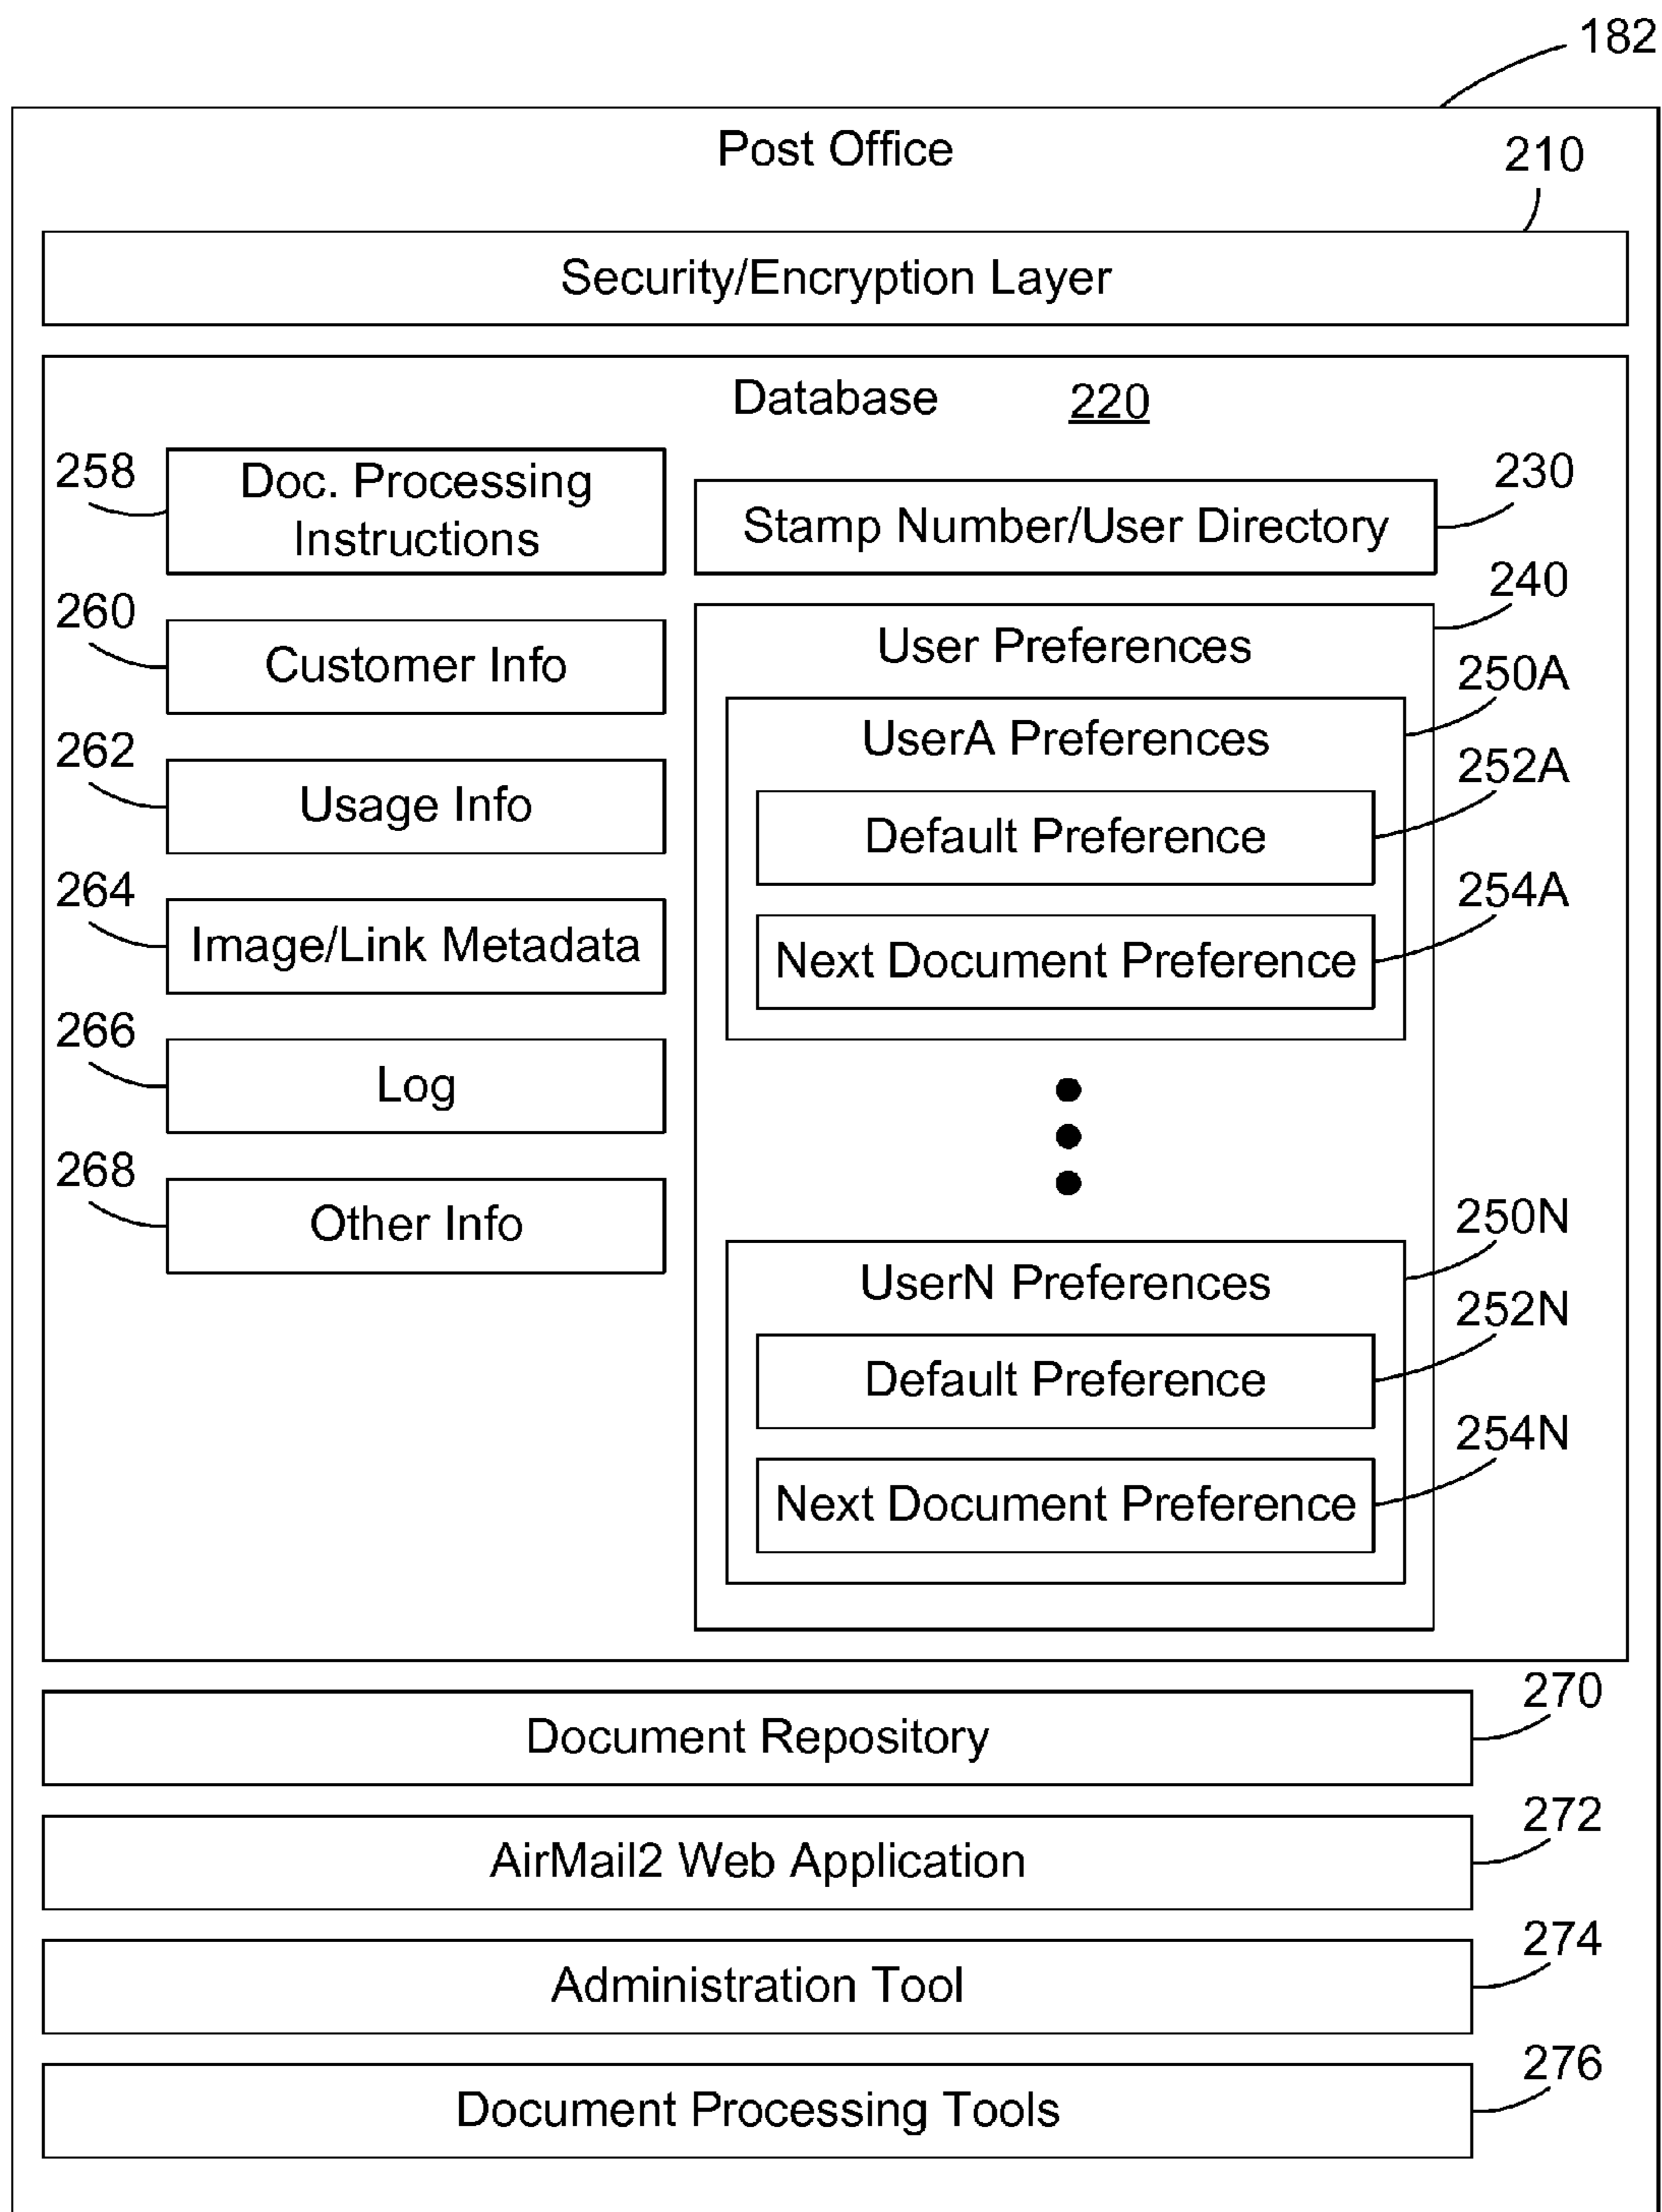 182
Post Office
210
Security/Encryption Layer
Database 220
258
Doc. Processing
Instructions
230
Stamp Number/User Directory
260
Customer Info
240
User Preferences
250A
UserA Preferences
262
Usage Info
252A
Default Preference
264
Image/Link Metadata
254A
Next Document Preference
266
Log
268
Other Info
250N
UserN Preferences
252N
Default Preference
254N
Next Document Preference
270
Document Repository
272
AirMail2 Web Application
274
Administration Tool
276
Document Processing Tools